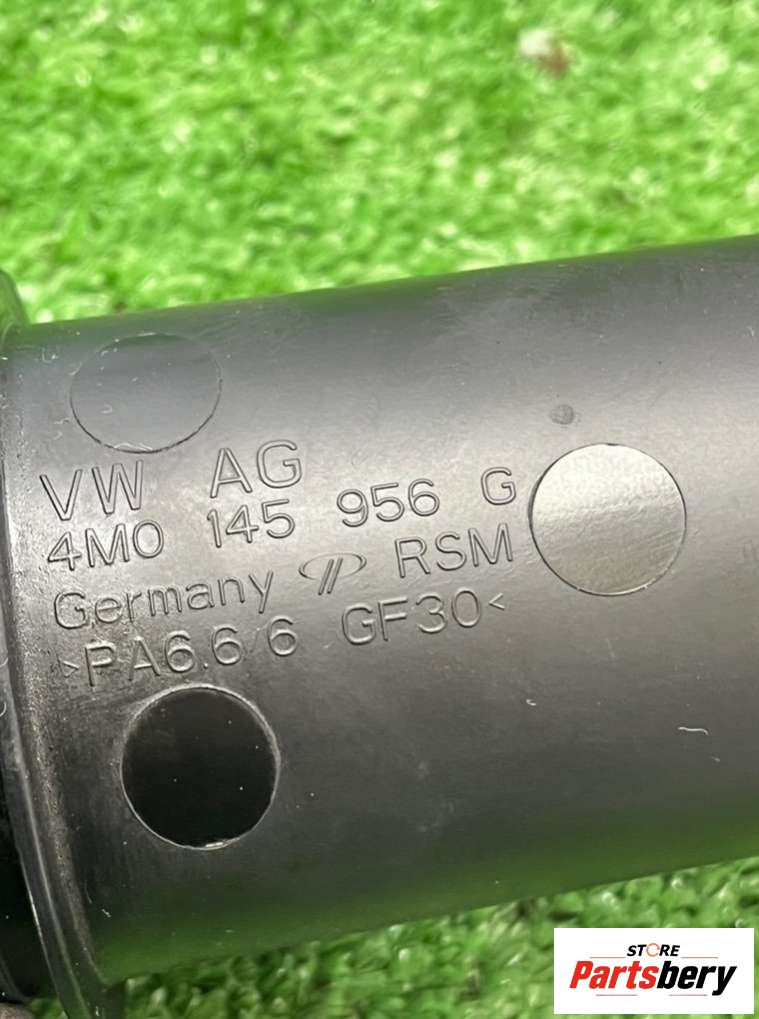 VW AG
4M0 145 956 G
Germany RSM
>PA6.6/6 GF30<
STORE
Partsbery